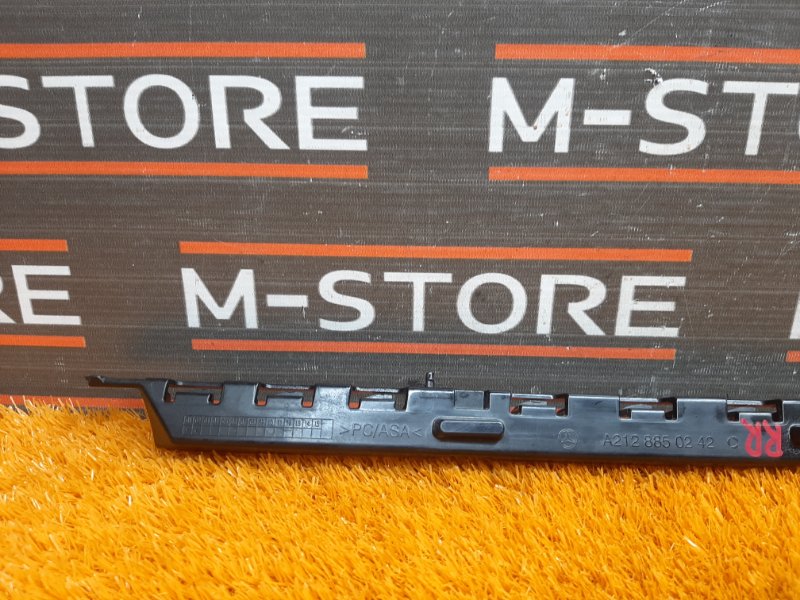 STORE M-ST
RE M-STORE
>PC/ASA< A212 885 02 42 C RR